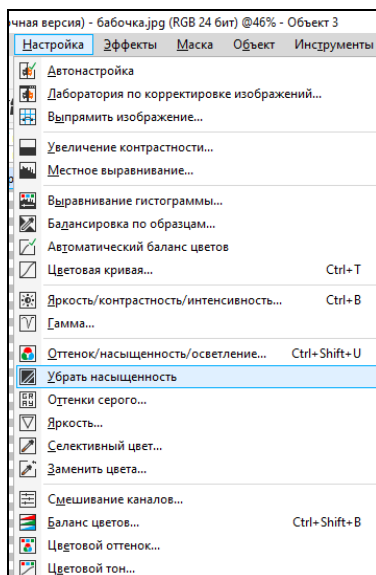 чная версия) - бабочка.jpg (RGB 24 бит) @46% - Объект 3
Настройка Эффекты Маска Объект Инструменты
Автонастройка
Лаборатория по корректировке изображений...
Выпрямить изображение...
Увеличение контрастности...
Местное выравнивание...
Выравнивание гистограммы...
Балансировка по образцам...
Автоматический баланс цветов
Цветовая кривая... Ctrl+T
Яркость/контрастность/интенсивность... Ctrl+B
Гамма...
Оттенок/насыщенность/осветление... Ctrl+Shift+U
Убрать насыщенность
Оттенки серого...
Яркость...
Селективный цвет...
Заменить цвета...
Смешивание каналов...
Баланс цветов... Ctrl+Shift+B
Цветовой оттенок...
Цветовой тон...